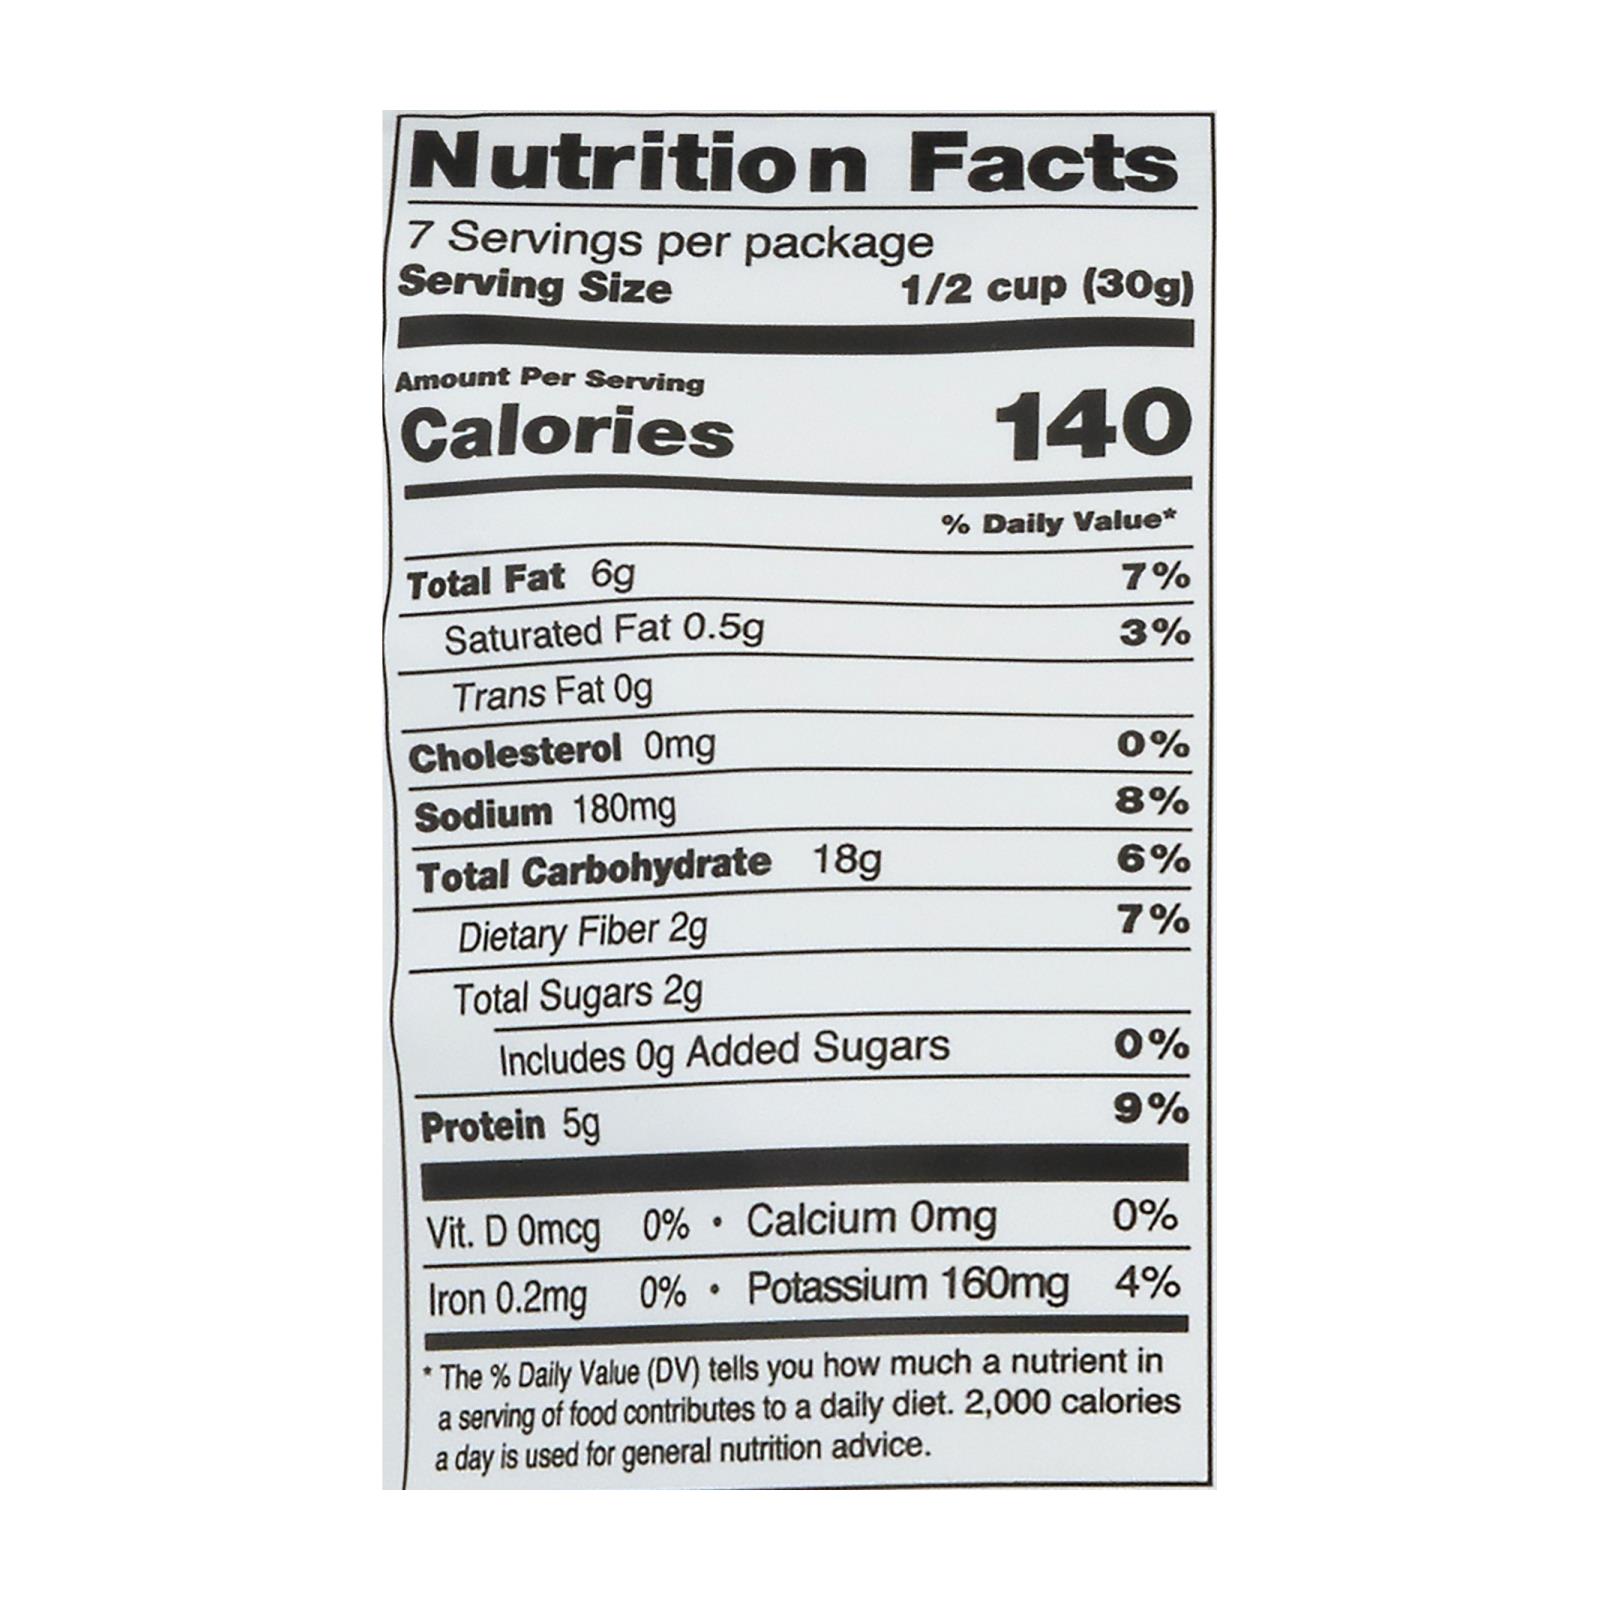 Nutrition Facts
7 Servings per package
Serving Size 1/2 cup (30g)
Amount Per Serving
Calories 140
% Daily Value*
Total Fat 6g 7%
Saturated Fat 0.5g 3%
Trans Fat 0g
Cholesterol 0mg 0%
Sodium 180mg 8%
Total Carbohydrate 18g 6%
Dietary Fiber 2g 7%
Total Sugars 2g
Includes 0g Added Sugars 0%
Protein 5g 9%
Vit. D 0mcg 0% • Calcium 0mg 0%
Iron 0.2mg 0% • Potassium 160mg 4%
* The % Daily Value (DV) tells you how much a nutrient in
a serving of food contributes to a daily diet. 2,000 calories
a day is used for general nutrition advice.